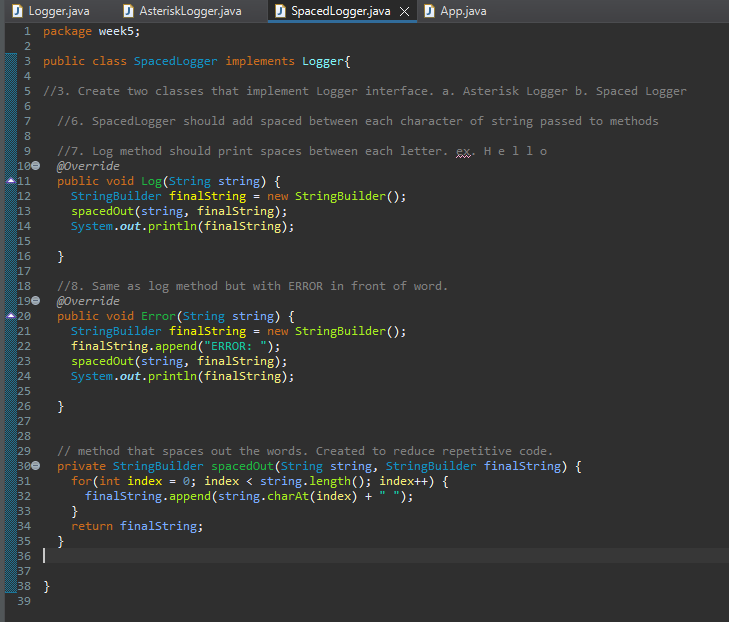 Logger.java AsteriskLogger.java SpacedLogger.java App.java
1 package week5;
2
3 public class SpacedLogger implements Logger{
4
5 //3. Create two classes that implement Logger interface. a. Asterisk Logger b. Spaced Logger
6
7 //6. SpacedLogger should add spaced between each character of string passed to methods
8
9 //7. Log method should print spaces between each letter. ex. H e l l o
10 @Override
11 public void Log(String string) {
12 StringBuilder finalString = new StringBuilder();
13 spacedOut(string, finalString);
14 System.out.println(finalString);
15
16 }
17
18 //8. Same as log method but with ERROR in front of word.
19 @Override
20 public void Error(String string) {
21 StringBuilder finalString = new StringBuilder();
22 finalString.append("ERROR: ");
23 spacedOut(string, finalString);
24 System.out.println(finalString);
25
26 }
27
28
29 // method that spaces out the words. Created to reduce repetitive code.
30 private StringBuilder spacedOut(String string, StringBuilder finalString) {
31 for(int index = 0; index < string.length(); index++) {
32 finalString.append(string.charAt(index) + " ");
33 }
34 return finalString;
35 }
36
37
38 }
39